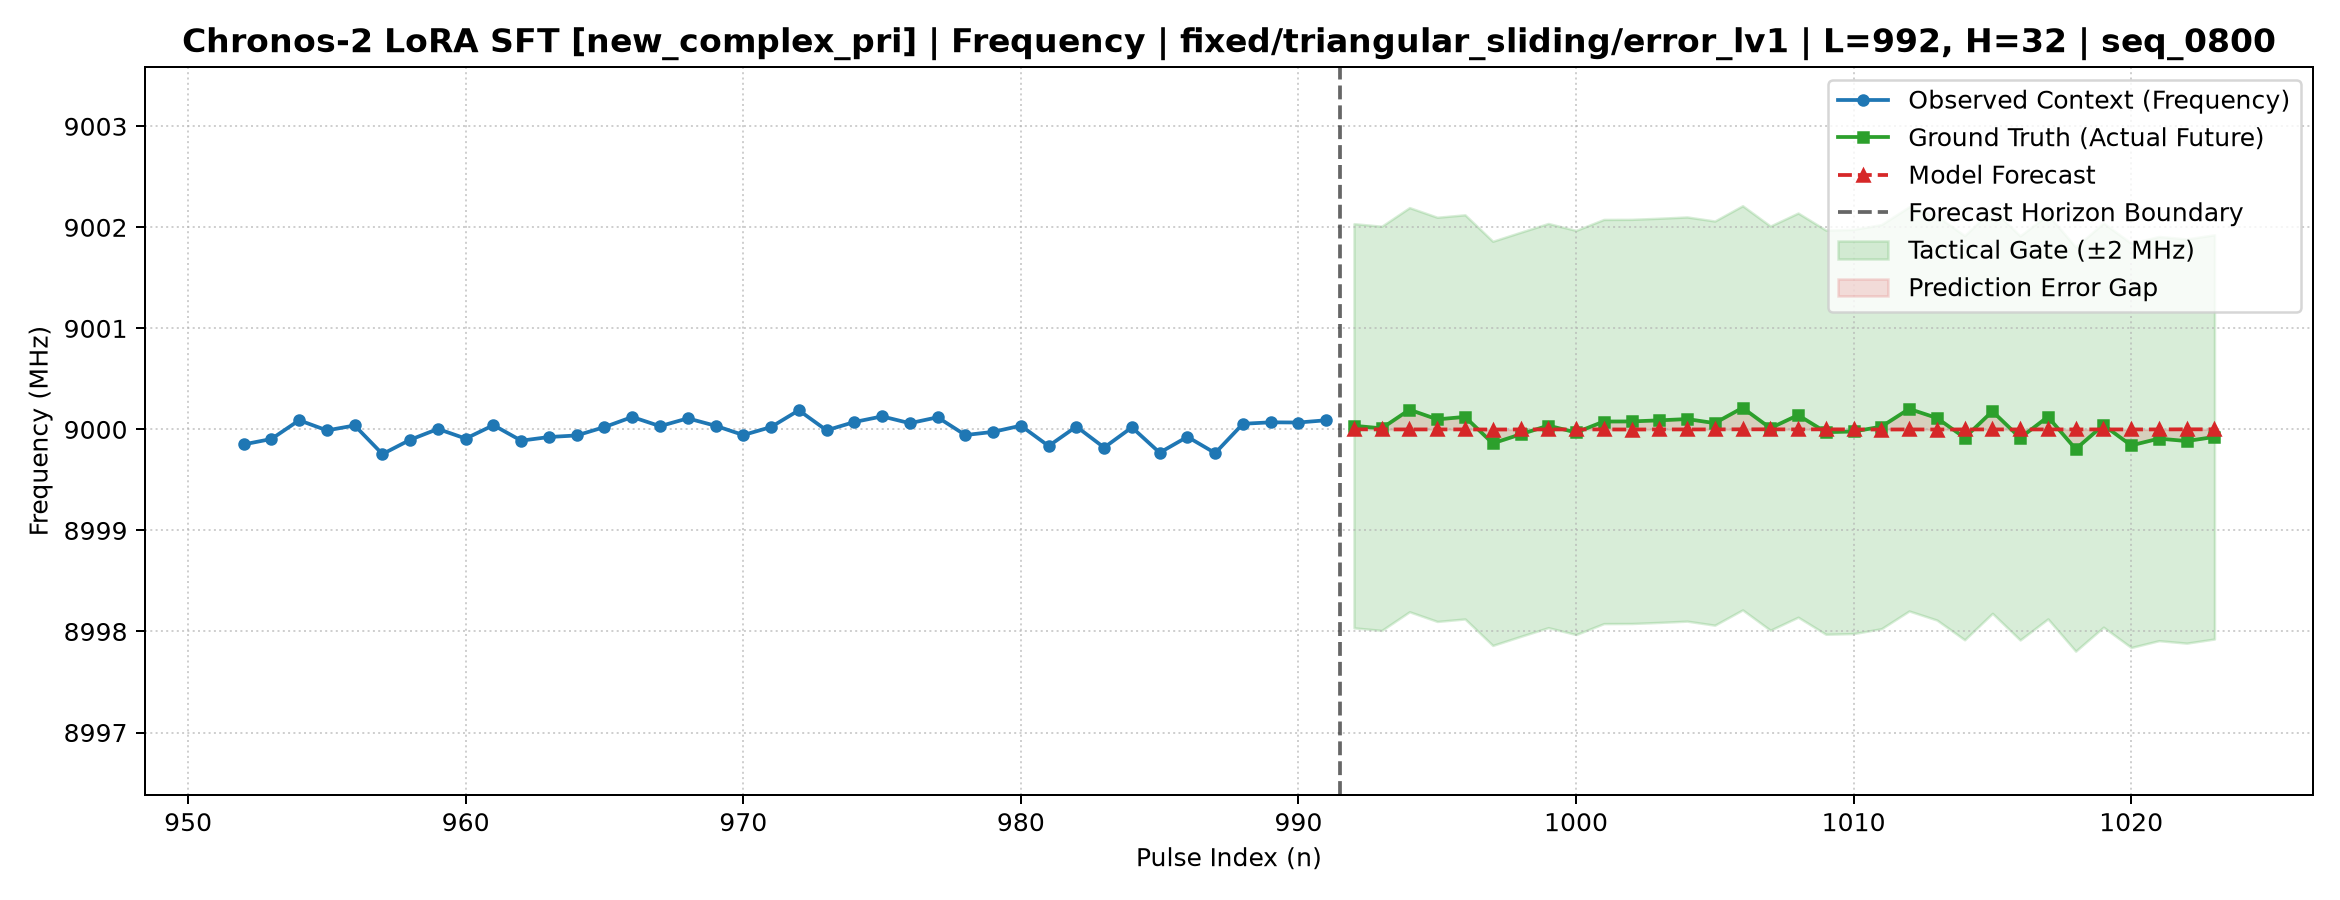 Chronos-2 LoRA SFT [new_complex_pri] | Frequency | fixed/triangular_sliding/error_lv1 | L=992, H=32 | seq_0800
Observed Context (Frequency)
Ground Truth (Actual Future)
Model Forecast
Forecast Horizon Boundary
Tactical Gate (±2 MHz)
Prediction Error Gap
Frequency (MHz)
9003
9002
9001
9000
8999
8998
8997
950 960 970 980 990 1000 1010 1020
Pulse Index (n)